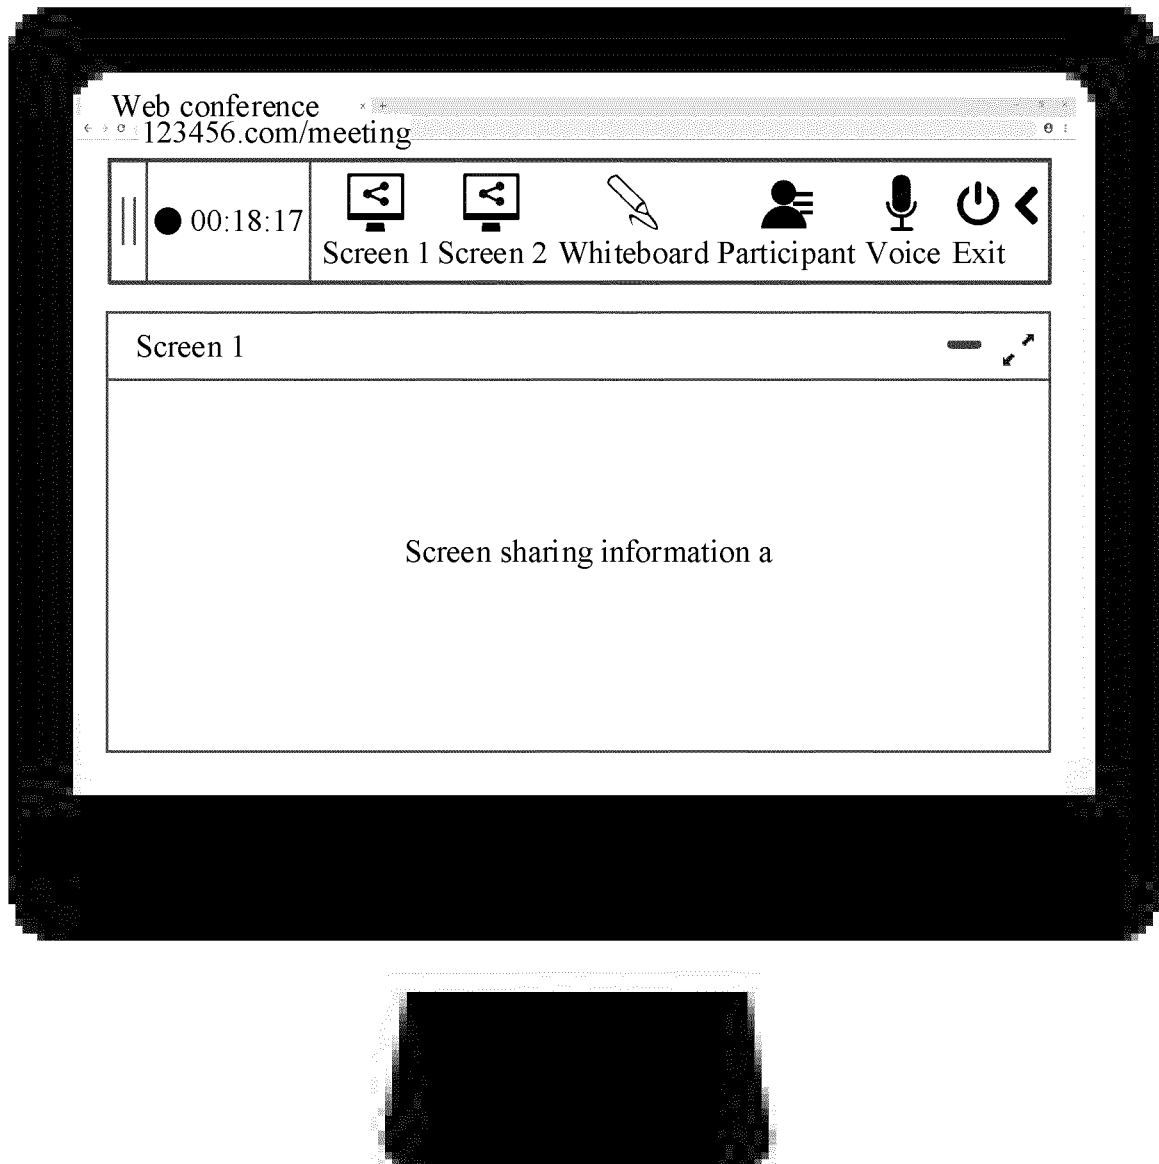 Web conference
123456.com/meeting
00:18:17
Screen 1 Screen 2 Whiteboard Participant Voice Exit
Screen 1
Screen sharing information a